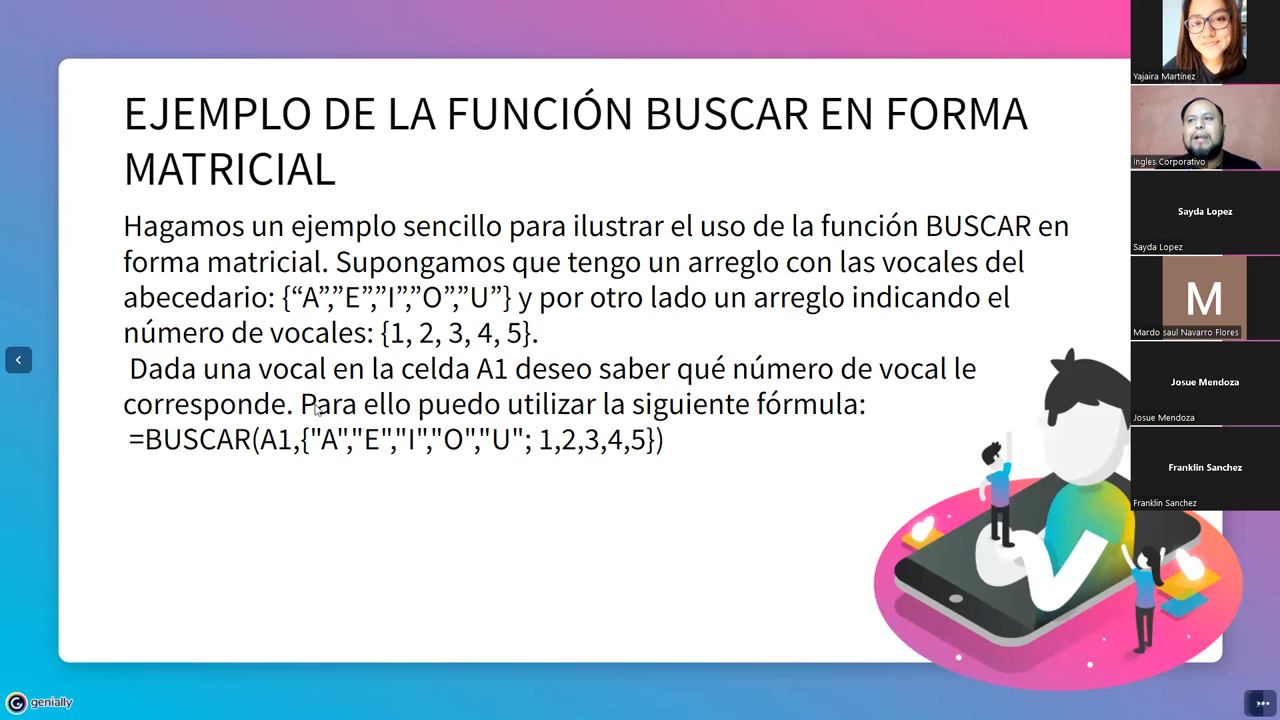 EJEMPLO DE LA FUNCIÓN BUSCAR EN FORMA
MATRICIAL
Hagamos un ejemplo sencillo para ilustrar el uso de la función BUSCAR en
forma matricial. Supongamos que tengo un arreglo con las vocales del
abecedario: {“A”,”E”,”I”,”O”,”U”} y por otro lado un arreglo indicando el
número de vocales: {1, 2, 3, 4, 5}.
Dada una vocal en la celda A1 deseo saber qué número de vocal le
corresponde. Para ello puedo utilizar la siguiente fórmula:
=BUSCAR(A1,{"A","E","I","O","U"; 1,2,3,4,5})
Yajaira Martínez
Ingles Corporativo
Sayda Lopez
Sayda Lopez
M
Mardo saul Navarro Flores
Josue Mendoza
Josue Mendoza
Franklin Sanchez
Franklin Sanchez
genially